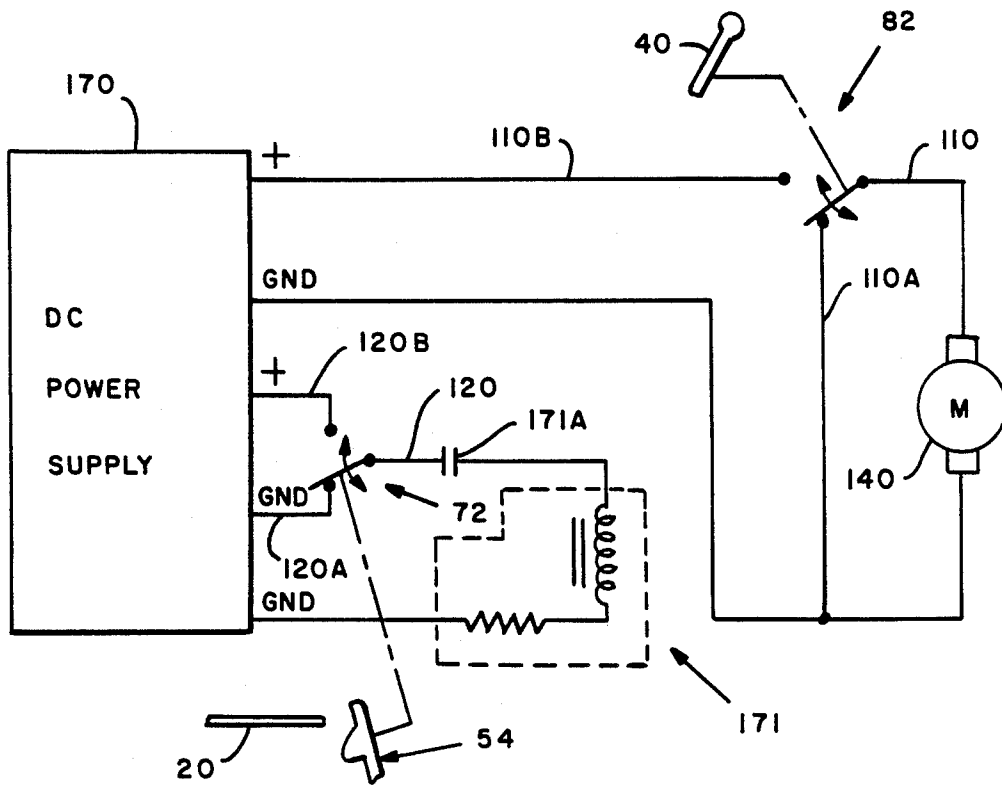 40
82
170
+
110B
110
GND
110A
DC
120B
+
POWER
120
171A
M
SUPPLY
140
GND
72
120A
GND
171
54
20